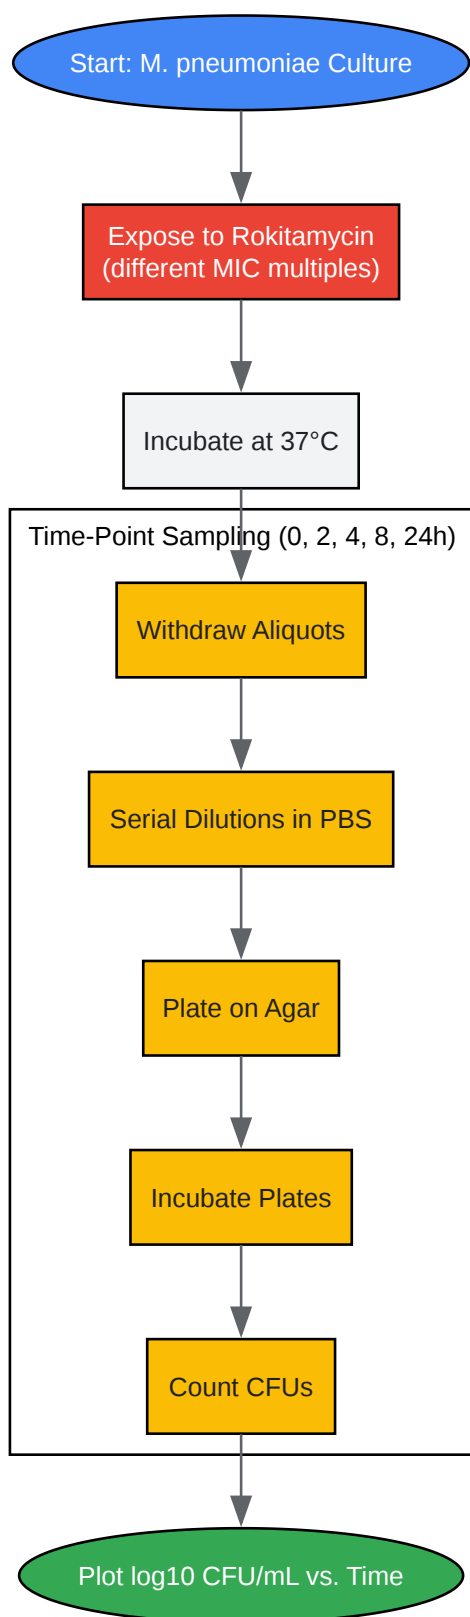 Start: M. pneumoniae Culture
Expose to Rokitamycin
(different MIC multiples)
Incubate at 37°C
Time-Point Sampling (0, 2, 4, 8, 24h)
Withdraw Aliquots
Serial Dilutions in PBS
Plate on Agar
Incubate Plates
Count CFUs
Plot log10 CFU/mL vs. Time